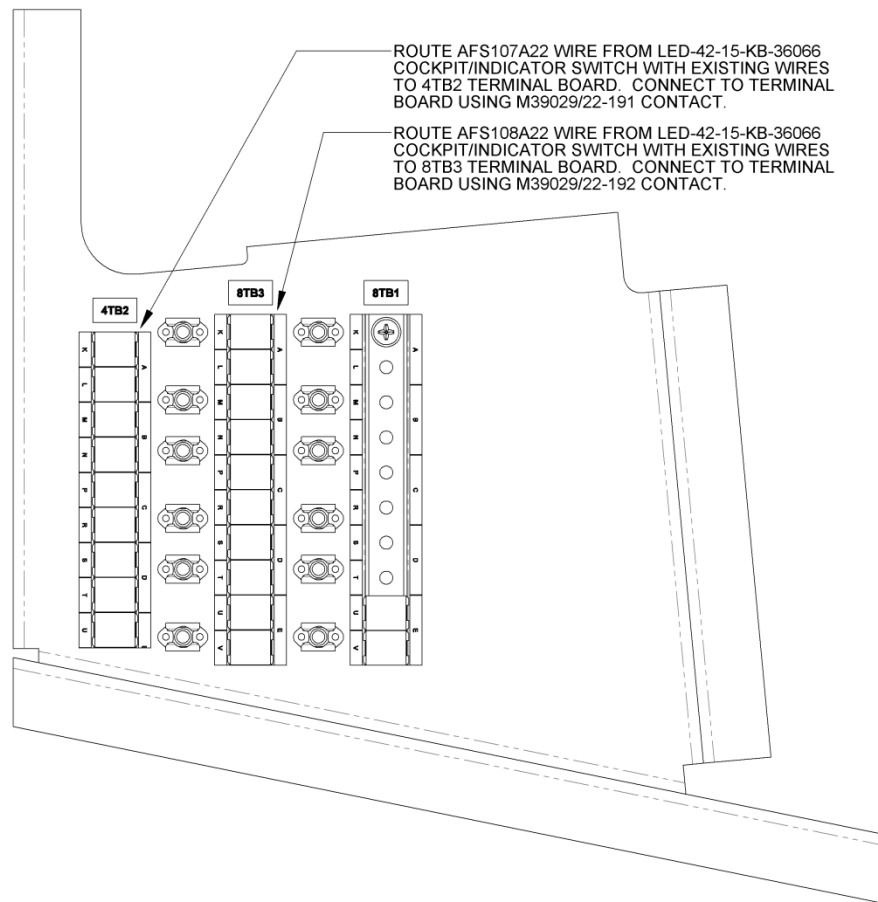 ROUTE AFS107A22 WIRE FROM LED-42-15-KB-36066
COCKPIT/INDICATOR SWITCH WITH EXISTING WIRES
TO 4TB2 TERMINAL BOARD.  CONNECT TO TERMINAL
BOARD USING M39029/22-191 CONTACT.
ROUTE AFS108A22 WIRE FROM LED-42-15-KB-36066
COCKPIT/INDICATOR SWITCH WITH EXISTING WIRES
TO 8TB3 TERMINAL BOARD.  CONNECT TO TERMINAL
BOARD USING M39029/22-192 CONTACT.
4TB2
K
L
M
N
P
R
S
T
U
A
B
C
D
8TB3
K
L
M
N
P
R
S
T
U
V
A
B
C
D
E
8TB1
K
L
M
N
P
R
S
T
U
V
A
B
C
D
E